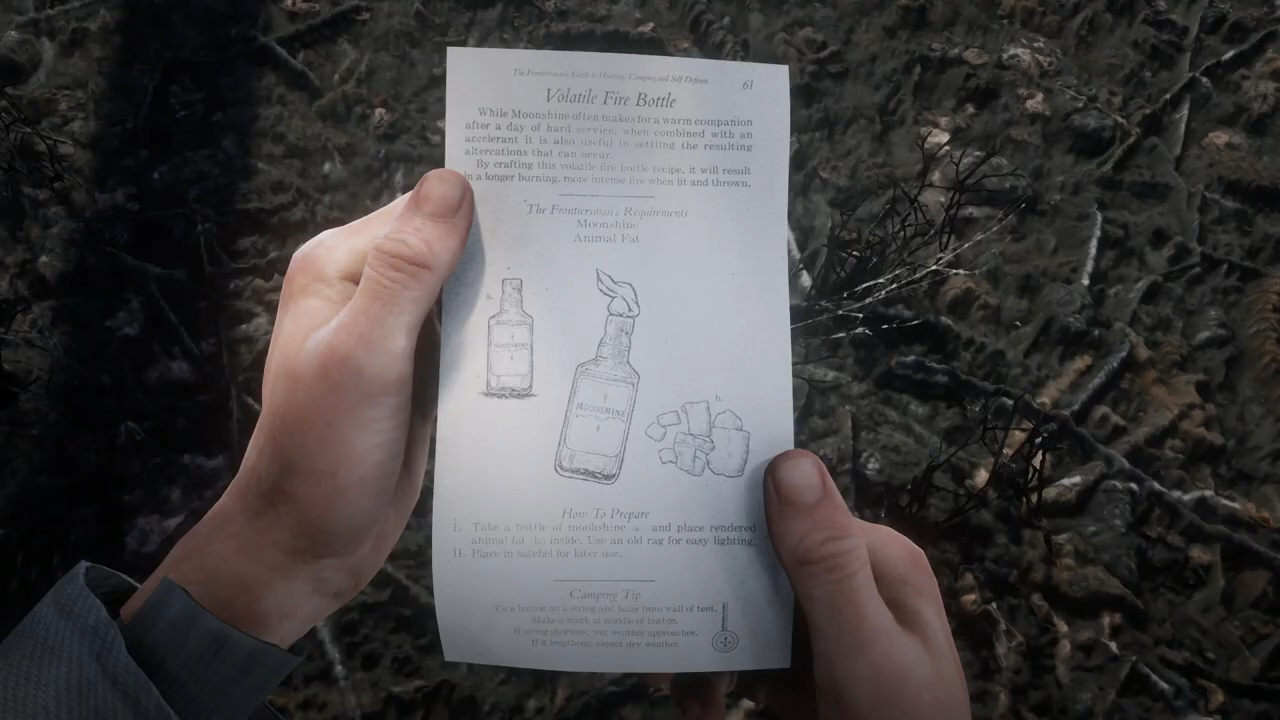 The Frontiersman's Guide to Hunting, Camping and Self Defense
61
Volatile Fire Bottle
While Moonshine often makes for a warm companion
after a day of hard service, when combined with an
accelerant it is also useful in settling the resulting
altercations that can occur.
By crafting this volatile fire bottle recipe, it will result
in a longer burning, more intense fire when lit and thrown.
The Frontiersman's Requirements
Moonshine
Animal Fat
a.
MOONSHINE
MOONSHINE
b.
How To Prepare
I. Take a bottle of moonshine (a.) and place rendered
animal fat (b.) inside. Use an old rag for easy lighting.
II. Place in satchel for later use.
Camping Tip
Tie a button on a string and hang from wall of tent.
Make a mark at middle of button.
If string shortens, wet weather approaches.
If it lengthens, expect dry weather.